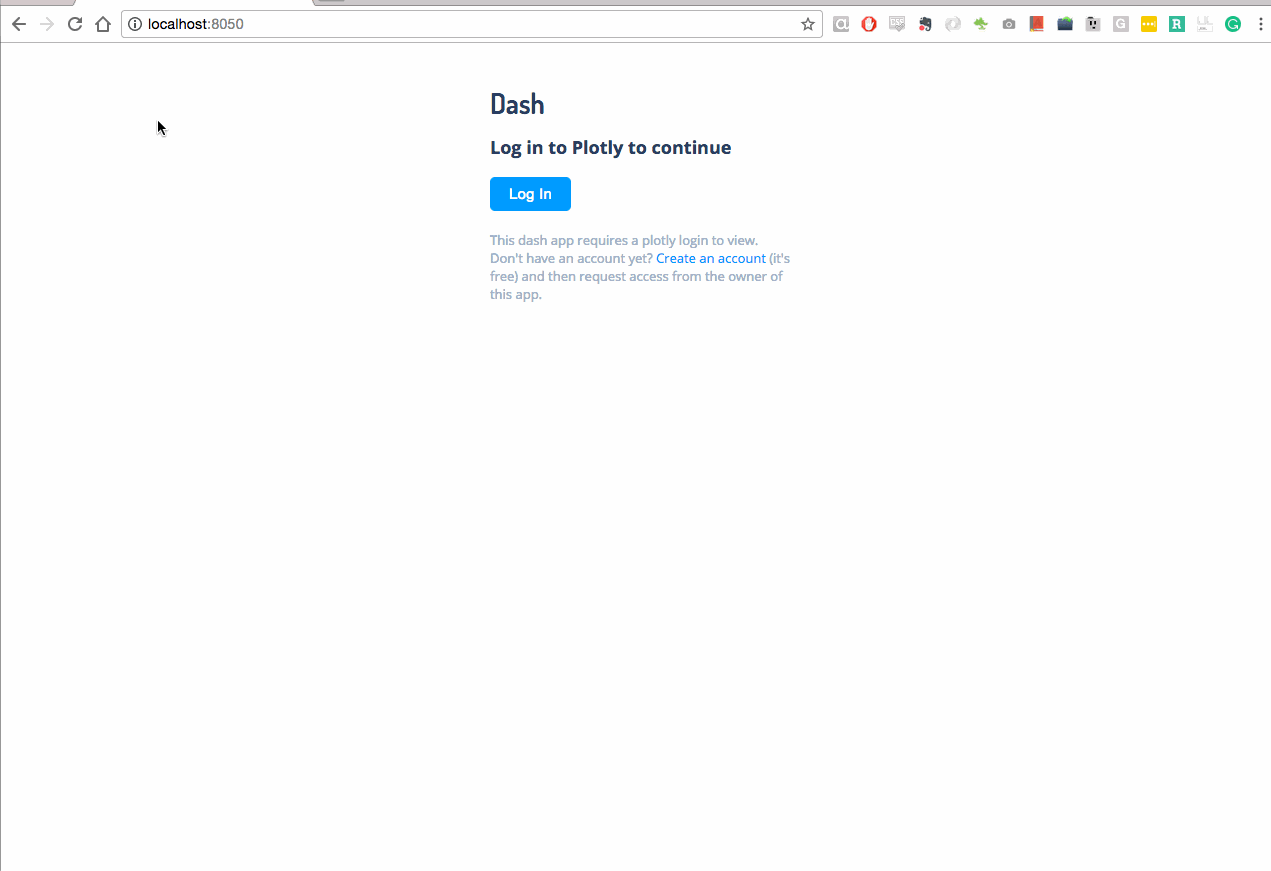 localhost:8050
Dash
Log in to Plotly to continue
Log In
This dash app requires a plotly login to view.
Don't have an account yet? Create an account (it's
free) and then request access from the owner of
this app.